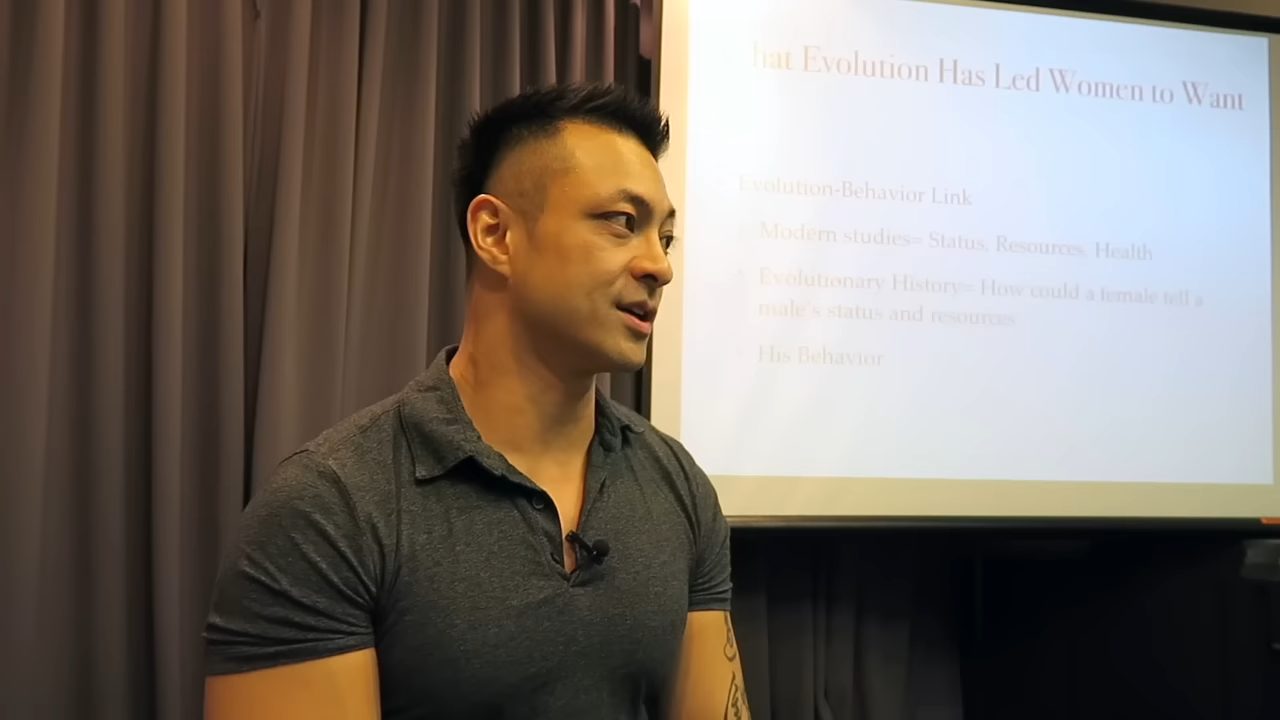 hat Evolution Has Led Women to Want
Evolution-Behavior Link
Modern studies= Status, Resources, Health
Evolutionary History= How could a female tell a
male's status and resources
His Behavior